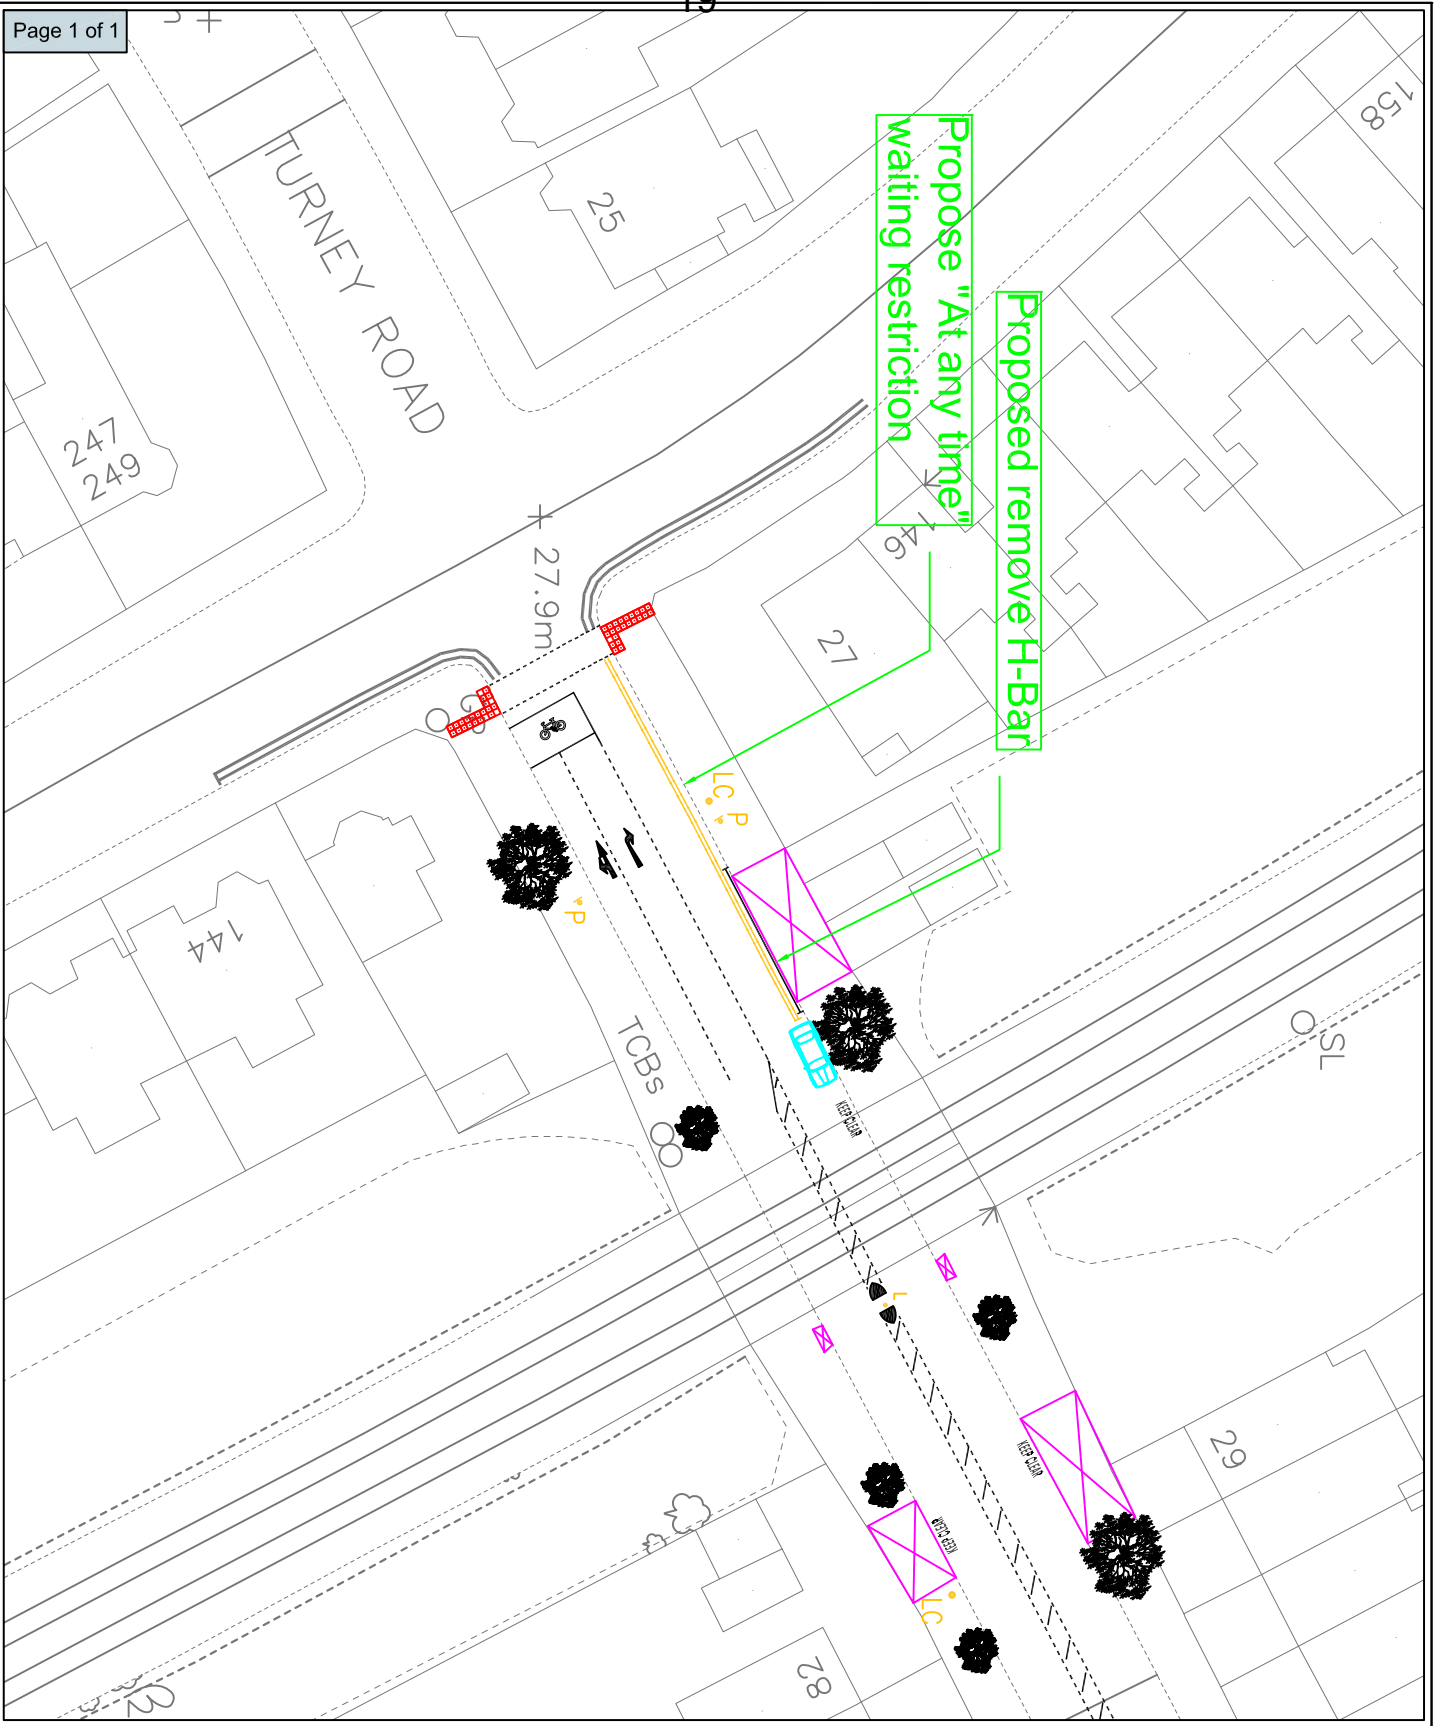 19
Page 1 of 1
158
Propose "At any time"
waiting restriction
Proposed remove H-Bar
TURNEY ROAD
25
247
249
146
27.9m
27
LC
P
P
144
TCBs
SL
KEEP CLEAR
L
KEEP CLEAR
29
KEEP CLEAR
LC
28